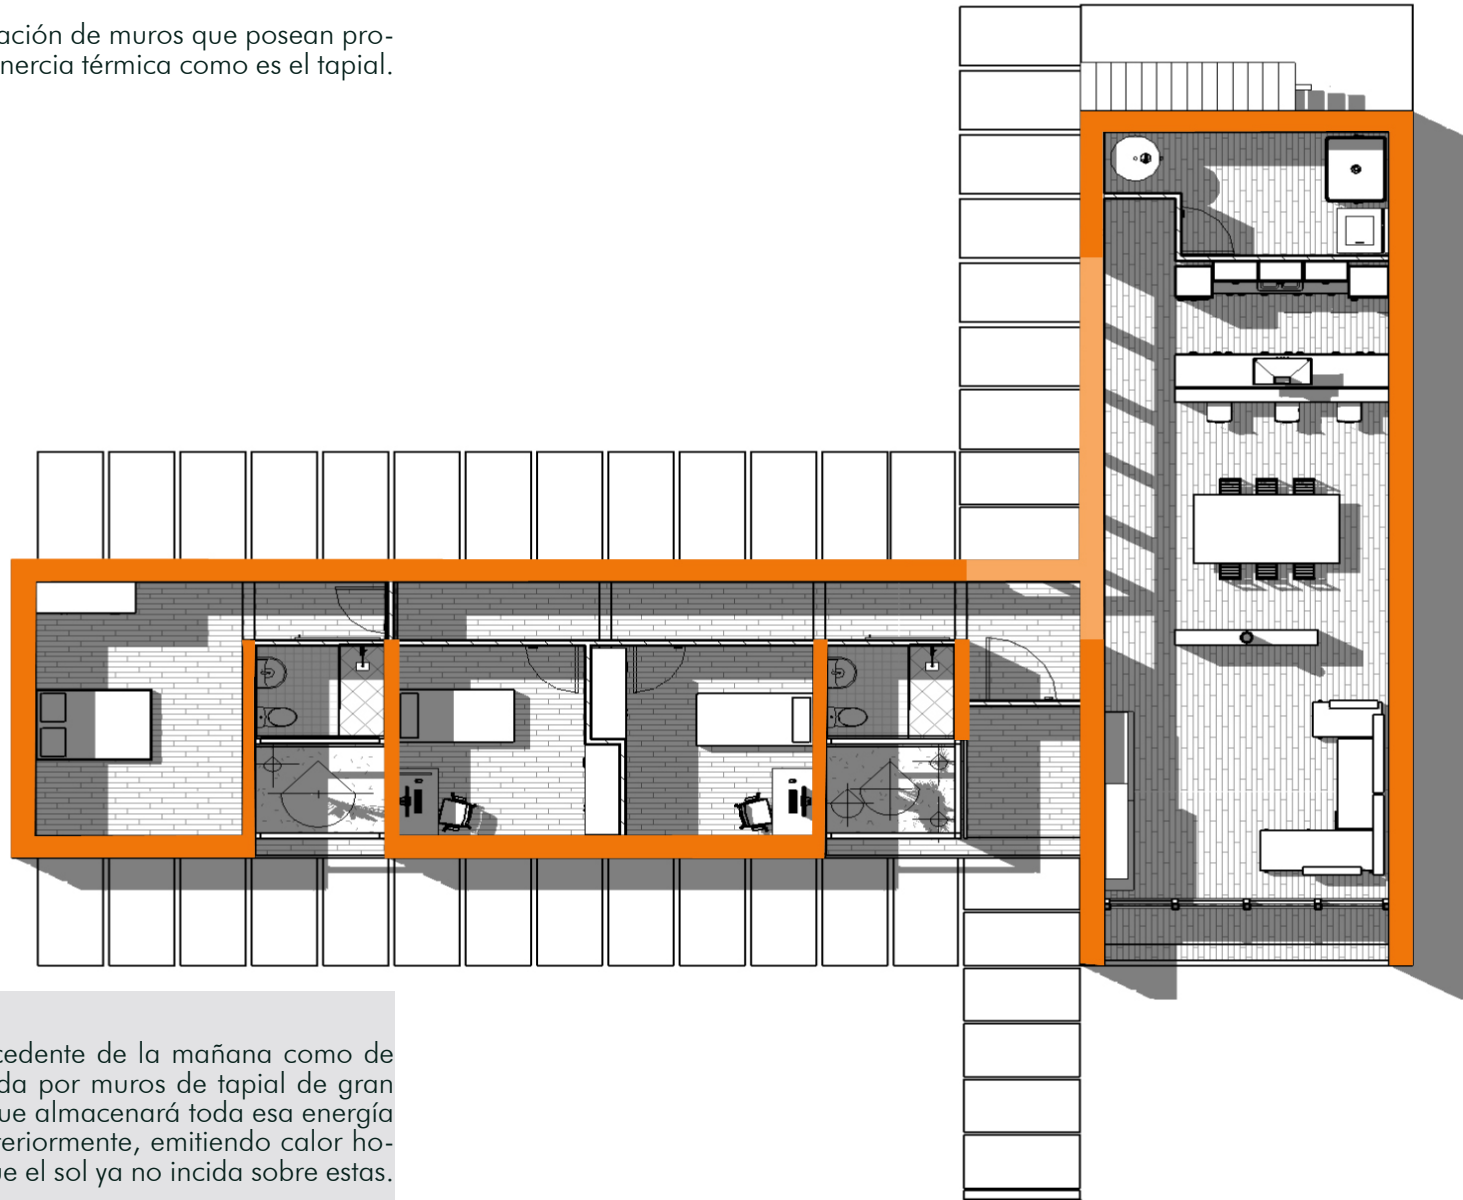 ación de muros que posean pro-
nercia térmica como es el tapial.
cedente de la mañana como de
da por muros de tapial de gran
ue almacenará toda esa energía
teriormente, emitiendo calor ho-
ue el sol ya no incida sobre estas.